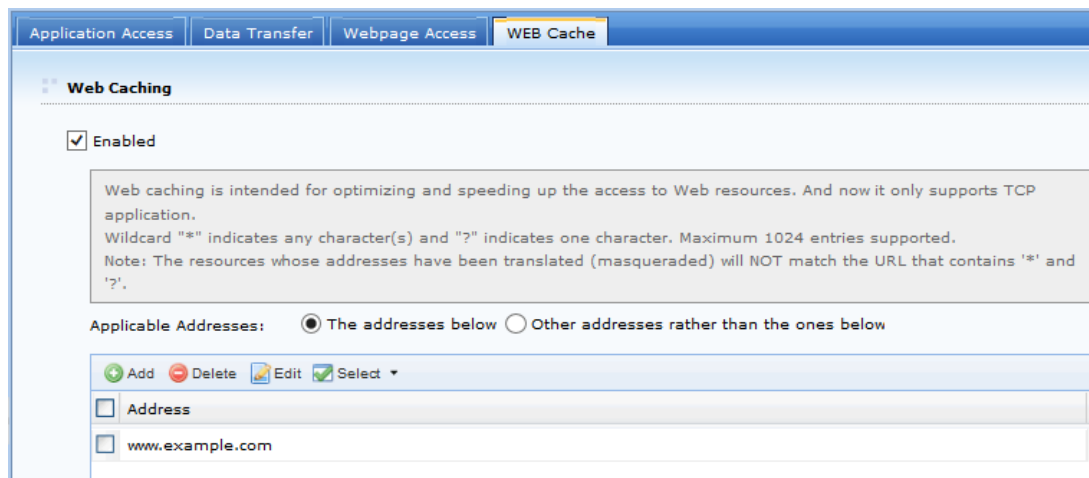 Application Access Data Transfer Webpage Access WEB Cache
Web Caching
Enabled
Web caching is intended for optimizing and speeding up the access to Web resources. And now it only supports TCP
application.
Wildcard "*" indicates any character(s) and "?" indicates one character. Maximum 1024 entries supported.
Note: The resources whose addresses have been translated (masqueraded) will NOT match the URL that contains '*' and
'?'.
Applicable Addresses: The addresses below Other addresses rather than the ones below
Add Delete Edit Select
Address
www.example.com